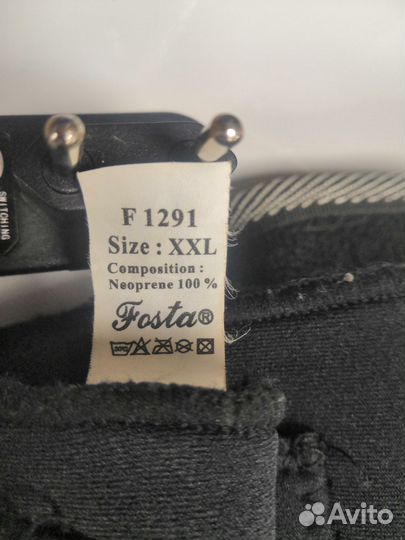 SWITCHING
F 1291
Size : XXL
Composition :
Neoprene 100 %
Fosta®
Avito